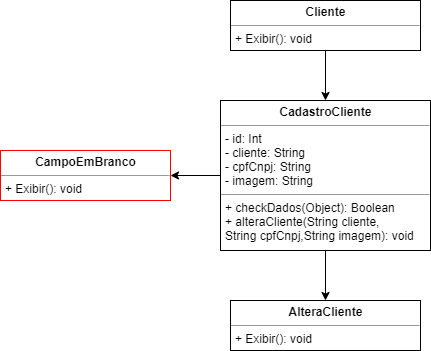 Cliente
+ Exibir(): void
CadastroCliente
- id: Int
- cliente: String
- cpfCnpj: String
- imagem: String
+ checkDados(Object): Boolean
+ alteraCliente(String cliente,
String cpfCnpj,String imagem): void
CampoEmBranco
+ Exibir(): void
AlteraCliente
+ Exibir(): void